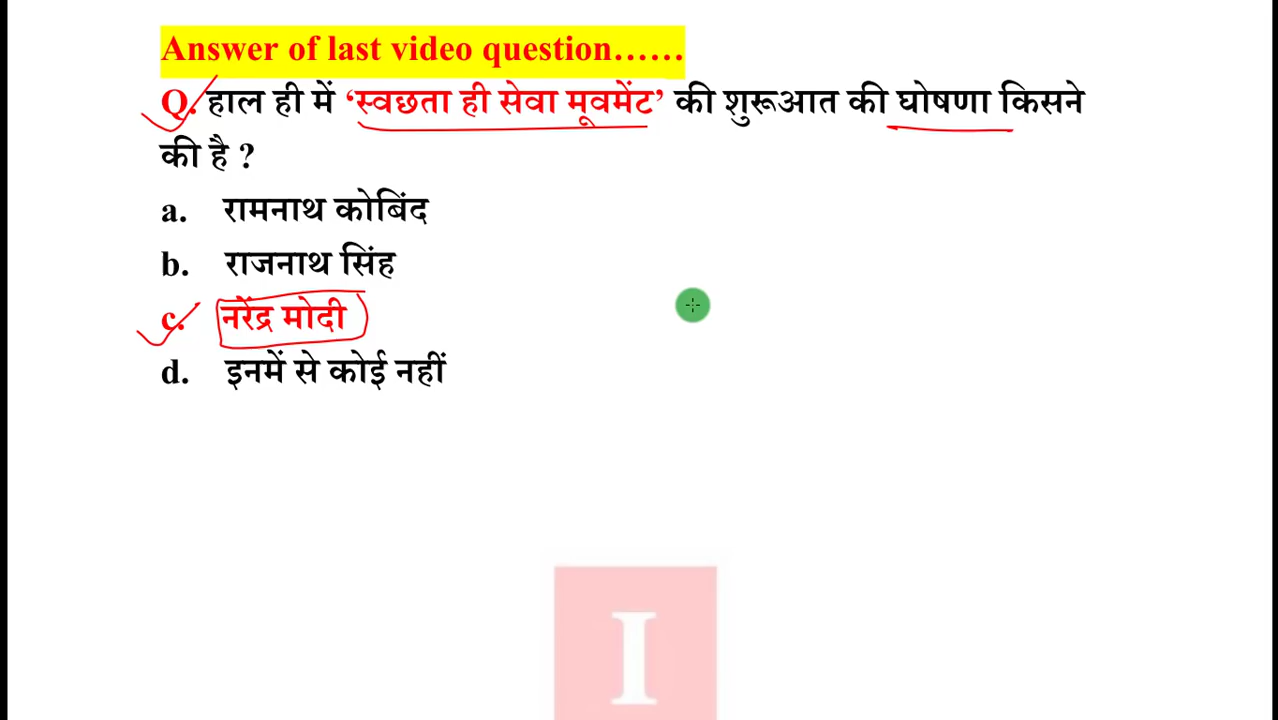 Answer of last video question......
Q. हाल ही में ‘स्वछता ही सेवा मूवमेंट’ की शुरूआत की घोषणा किसने
की है ?
a. रामनाथ कोबिंद
b. राजनाथ सिंह
c. नरेंद्र मोदी
d. इनमें से कोई नहीं
I